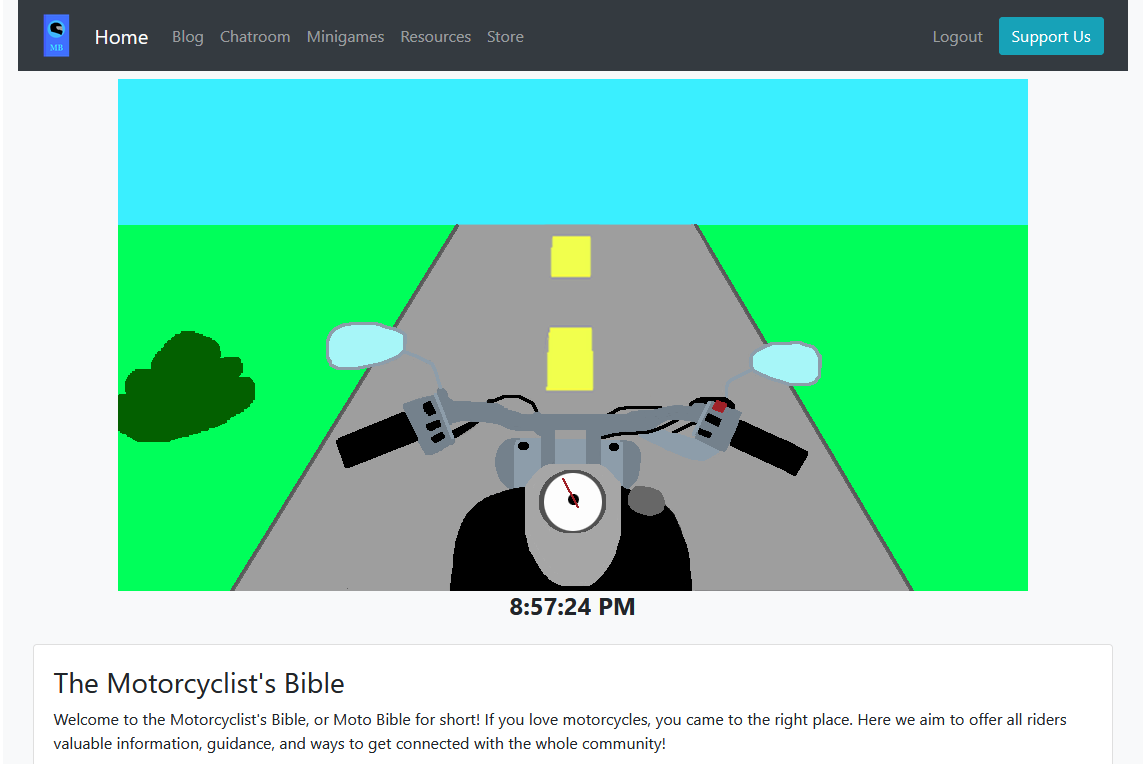 MB
Home Blog Chatroom Minigames Resources Store Logout Support Us
8:57:24 PM
The Motorcyclist's Bible
Welcome to the Motorcyclist's Bible, or Moto Bible for short! If you love motorcycles, you came to the right place. Here we aim to offer all riders
valuable information, guidance, and ways to get connected with the whole community!